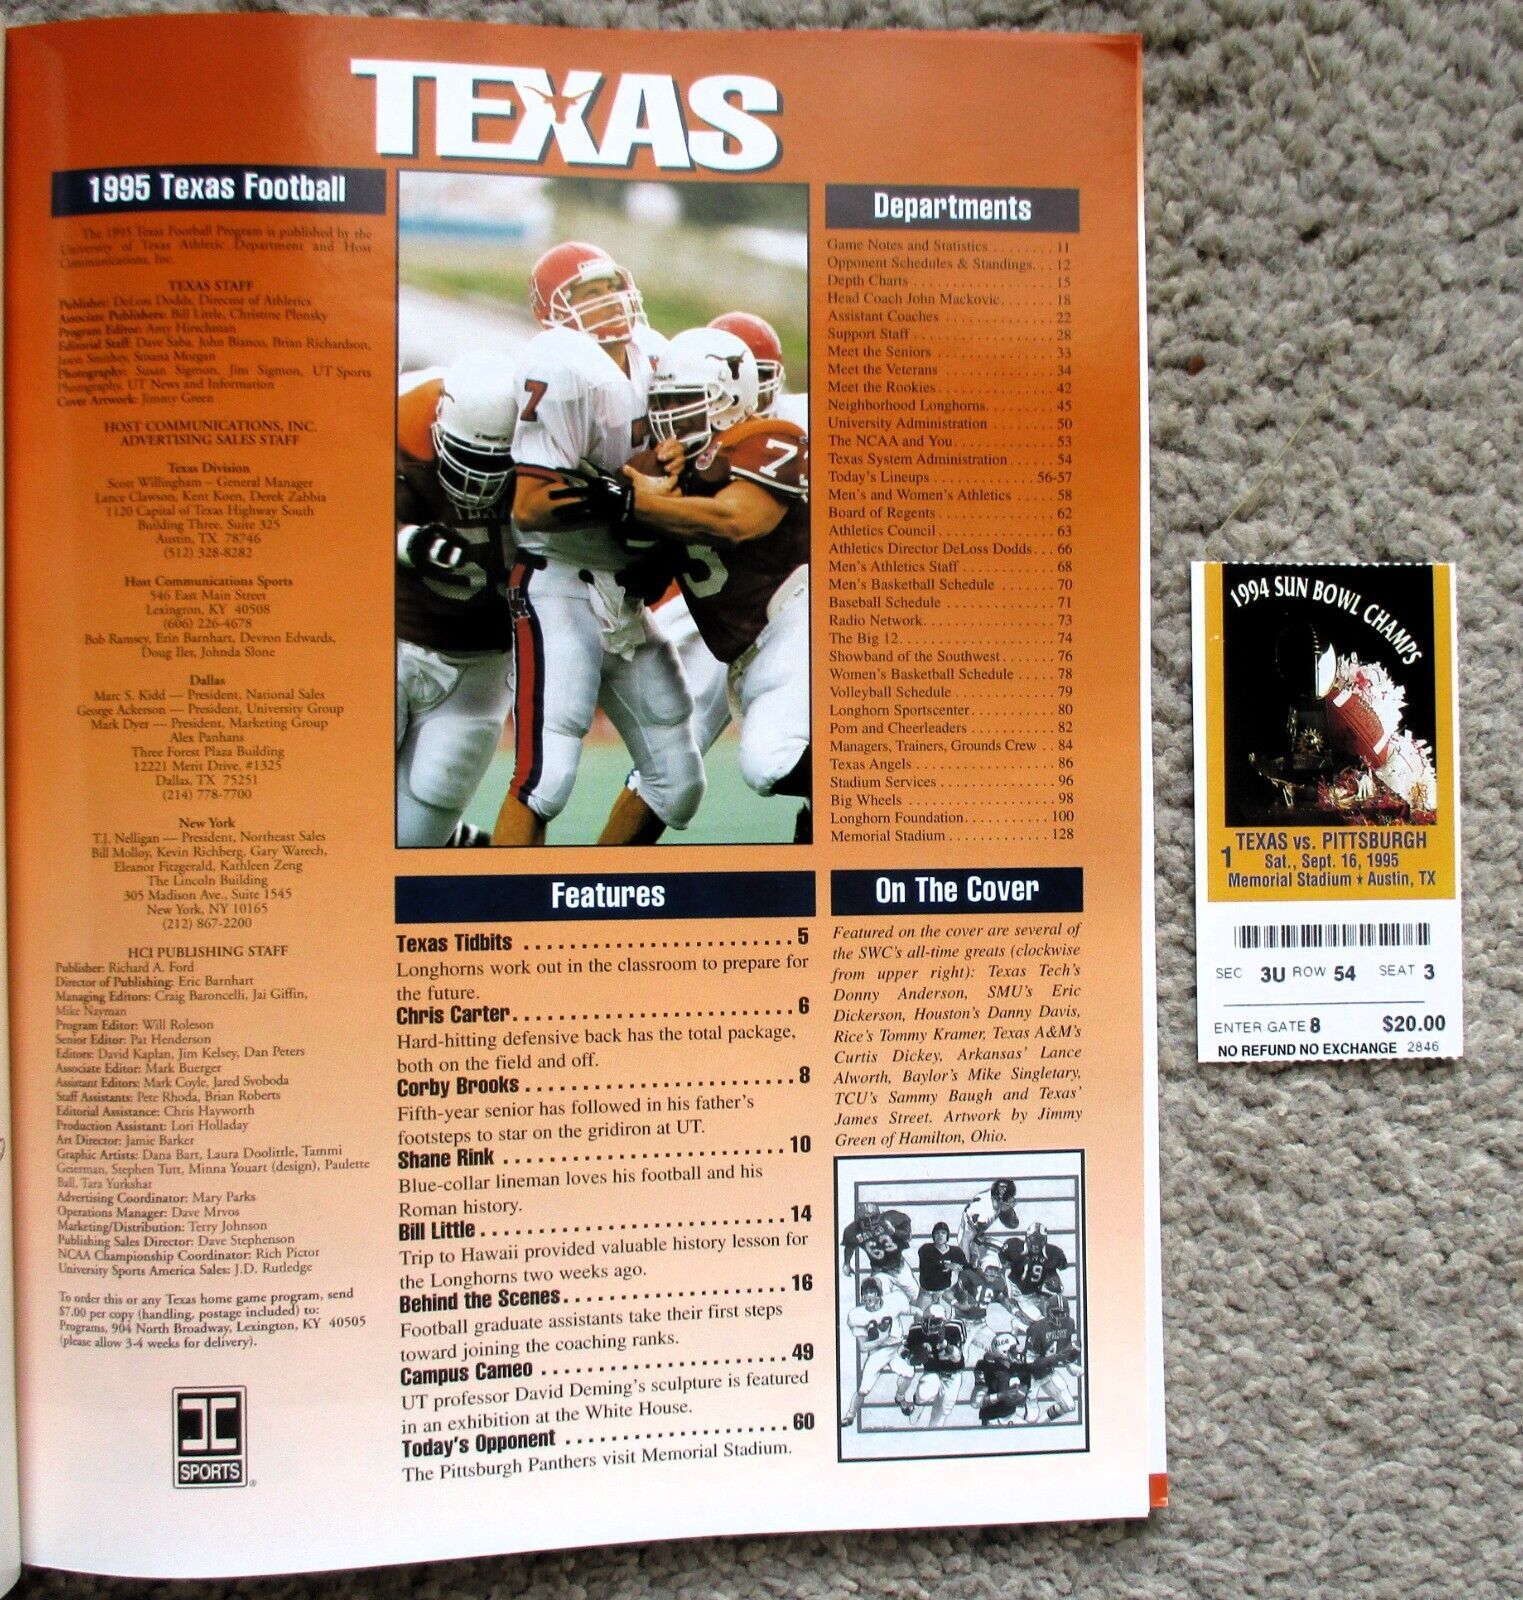 TEXAS
1995 Texas Football
The 1995 Texas Football Program is published by the
University of Texas Athletic Department and Host
Communications, Inc.
TEXAS STAFF
Publisher: DeLoss Dodds, Director of Athletics
Associate Publishers: Bill Little, Christine Plonsky
Program Editor: Amy Hirschman
Editorial Staff: Dave Saba, John Bianco, Brian Richardson,
Jason Smithey, Susana Morgan
Photography: Susan Sigmon, Jim Sigmon, UT Sports
Photography, UT News and Information
Cover Artwork: Jimmy Green
HOST COMMUNICATIONS, INC.
ADVERTISING SALES STAFF
Texas Division
Scott Willingham – General Manager
Lance Clawson, Kent Koen, Derek Zabbia
1120 Capital of Texas Highway South
Building Three, Suite 325
Austin, TX 78746
(512) 328-8282
Host Communications Sports
546 East Main Street
Lexington, KY 40508
(606) 226-4678
Bob Ramsey, Erin Barnhart, Devron Edwards,
Doug Iler, Johnda Slone
Dallas
Marc S. Kidd — President, National Sales
George Ackerson — President, University Group
Mark Dyer — President, Marketing Group
Alex Panhans
Three Forest Plaza Building
12221 Merit Drive, #1325
Dallas, TX 75251
(214) 778-7700
New York
T.J. Nelligan — President, Northeast Sales
Bill Molloy, Kevin Richberg, Gary Watech,
Eleanor Fitzgerald, Kathleen Zeng
The Lincoln Building
305 Madison Ave., Suite 1545
New York, NY 10165
(212) 867-2200
HCI PUBLISHING STAFF
Publisher: Richard A. Ford
Director of Publishing: Eric Barnhart
Managing Editors: Craig Baroncelli, Jai Giffin,
Mike Nayman
Program Editor: Will Roleson
Senior Editor: Pat Henderson
Editors: David Kaplan, Jim Kelsey, Dan Peters
Associate Editor: Mark Buerger
Assistant Editors: Mark Coyle, Jared Svoboda
Staff Assistants: Pete Rhoda, Brian Roberts
Editorial Assistance: Chris Hayworth
Production Assistant: Lori Holladay
Art Director: Jamie Barker
Graphic Artists: Dana Bart, Laura Doolittle, Tammi
Geierman, Stephen Tutt, Minna Youart (design), Paulette
Ball, Tara Yurkshat
Advertising Coordinator: Mary Parks
Operations Manager: Dave Mrvos
Marketing/Distribution: Terry Johnson
Publishing Sales Director: Dave Stephenson
NCAA Championship Coordinator: Rich Pictor
University Sports America Sales: J.D. Rutledge
To order this or any Texas home game program, send
$7.00 per copy (handling, postage included) to:
Programs, 904 North Broadway, Lexington, KY 40505
(please allow 3-4 weeks for delivery).
SPORTS
7
7
Features
Texas Tidbits . . . . . . . . . . . . . . . . . . . . . . . . . . 5
Longhorns work out in the classroom to prepare for
the future.
Chris Carter. . . . . . . . . . . . . . . . . . . . . . . . . . . 6
Hard-hitting defensive back has the total package,
both on the field and off.
Corby Brooks . . . . . . . . . . . . . . . . . . . . . . . . . . 8
Fifth-year senior has followed in his father's
footsteps to star on the gridiron at UT.
Shane Rink . . . . . . . . . . . . . . . . . . . . . . . . . . . 10
Blue-collar lineman loves his football and his
Roman history.
Bill Little. . . . . . . . . . . . . . . . . . . . . . . . . . . . . 14
Trip to Hawaii provided valuable history lesson for
the Longhorns two weeks ago.
Behind the Scenes. . . . . . . . . . . . . . . . . . . . . . 16
Football graduate assistants take their first steps
toward joining the coaching ranks.
Campus Cameo . . . . . . . . . . . . . . . . . . . . . . . . 49
UT professor David Deming's sculpture is featured
in an exhibition at the White House.
Today's Opponent . . . . . . . . . . . . . . . . . . . . . . 60
The Pittsburgh Panthers visit Memorial Stadium.
Departments
Game Notes and Statistics . . . . . . . . 11
Opponent Schedules & Standings. . . 12
Depth Charts . . . . . . . . . . . . . . . . . . 15
Head Coach John Mackovic. . . . . . . 18
Assistant Coaches . . . . . . . . . . . . . . 22
Support Staff . . . . . . . . . . . . . . . . . . 28
Meet the Seniors . . . . . . . . . . . . . . . 33
Meet the Veterans . . . . . . . . . . . . . . 34
Meet the Rookies . . . . . . . . . . . . . . . 42
Neighborhood Longhorns. . . . . . . . . 45
University Administration . . . . . . . . 50
The NCAA and You . . . . . . . . . . . . . 53
Texas System Administration . . . . . . 54
Today's Lineups . . . . . . . . . . . . . 56-57
Men's and Women's Athletics . . . . . 58
Board of Regents . . . . . . . . . . . . . . . 62
Athletics Council . . . . . . . . . . . . . . . 63
Athletics Director DeLoss Dodds. . . 66
Men's Athletics Staff . . . . . . . . . . . . 68
Men's Basketball Schedule . . . . . . . 70
Baseball Schedule . . . . . . . . . . . . . . 71
Radio Network. . . . . . . . . . . . . . . . . 73
The Big 12. . . . . . . . . . . . . . . . . . . . 74
Showband of the Southwest . . . . . . . 76
Women's Basketball Schedule . . . . . 78
Volleyball Schedule . . . . . . . . . . . . . 79
Longhorn Sportscenter. . . . . . . . . . . 80
Pom and Cheerleaders . . . . . . . . . . . 82
Managers, Trainers, Grounds Crew . . 84
Texas Angels . . . . . . . . . . . . . . . . . . 86
Stadium Services . . . . . . . . . . . . . . . 96
Big Wheels . . . . . . . . . . . . . . . . . . . 98
Longhorn Foundation . . . . . . . . . . . 100
Memorial Stadium . . . . . . . . . . . . . 128
On The Cover
Featured on the cover are several of
the SWC's all-time greats (clockwise
from upper right): Texas Tech's
Donny Anderson, SMU's Eric
Dickerson, Houston's Danny Davis,
Rice's Tommy Kramer, Texas A&M's
Curtis Dickey, Arkansas' Lance
Alworth, Baylor's Mike Singletary,
TCU's Sammy Baugh and Texas'
James Street. Artwork by Jimmy
Green of Hamilton, Ohio.
63
19
Rice
1994 SUN BOWL CHAMPS
1 TEXAS vs. PITTSBURGH
Sat., Sept. 16, 1995
Memorial Stadium ★ Austin, TX
SEC 3U ROW 54 SEAT 3
ENTER GATE 8 $20.00
NO REFUND NO EXCHANGE 2846